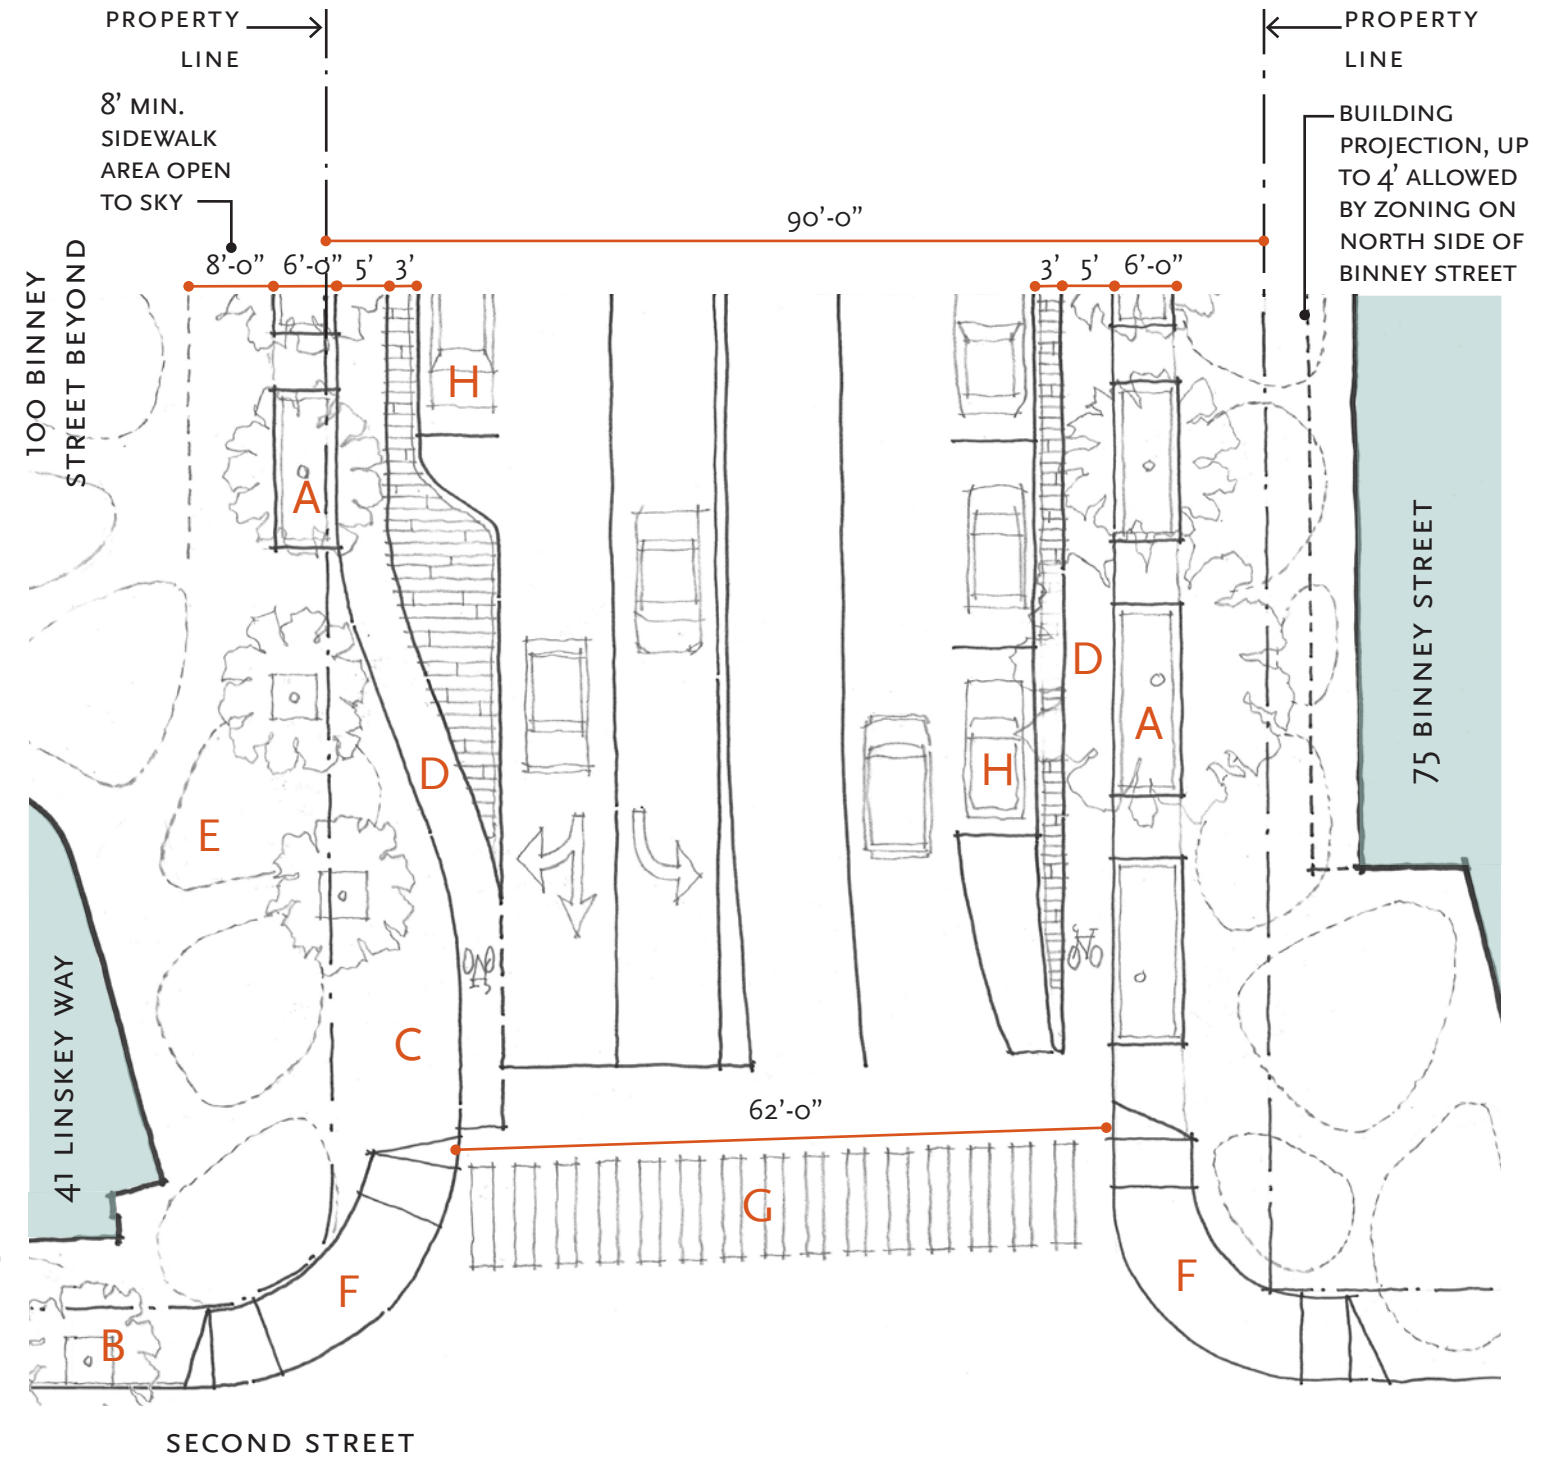 PROPERTY
LINE
PROPERTY
LINE
8’ MIN.
SIDEWALK
AREA OPEN
TO SKY
BUILDING
PROJECTION, UP
TO 4’ ALLOWED
BY ZONING ON
NORTH SIDE OF
BINNEY STREET
90’-0”
8’-0” 6’-0” 5’ 3’
3’ 5’ 6’-0”
100 BINNEY
STREET BEYOND
H
A
75 BINNEY STREET
D
A
D
H
E
41 LINSKEY WAY
C
62’-0”
G
F
F
B
SECOND STREET